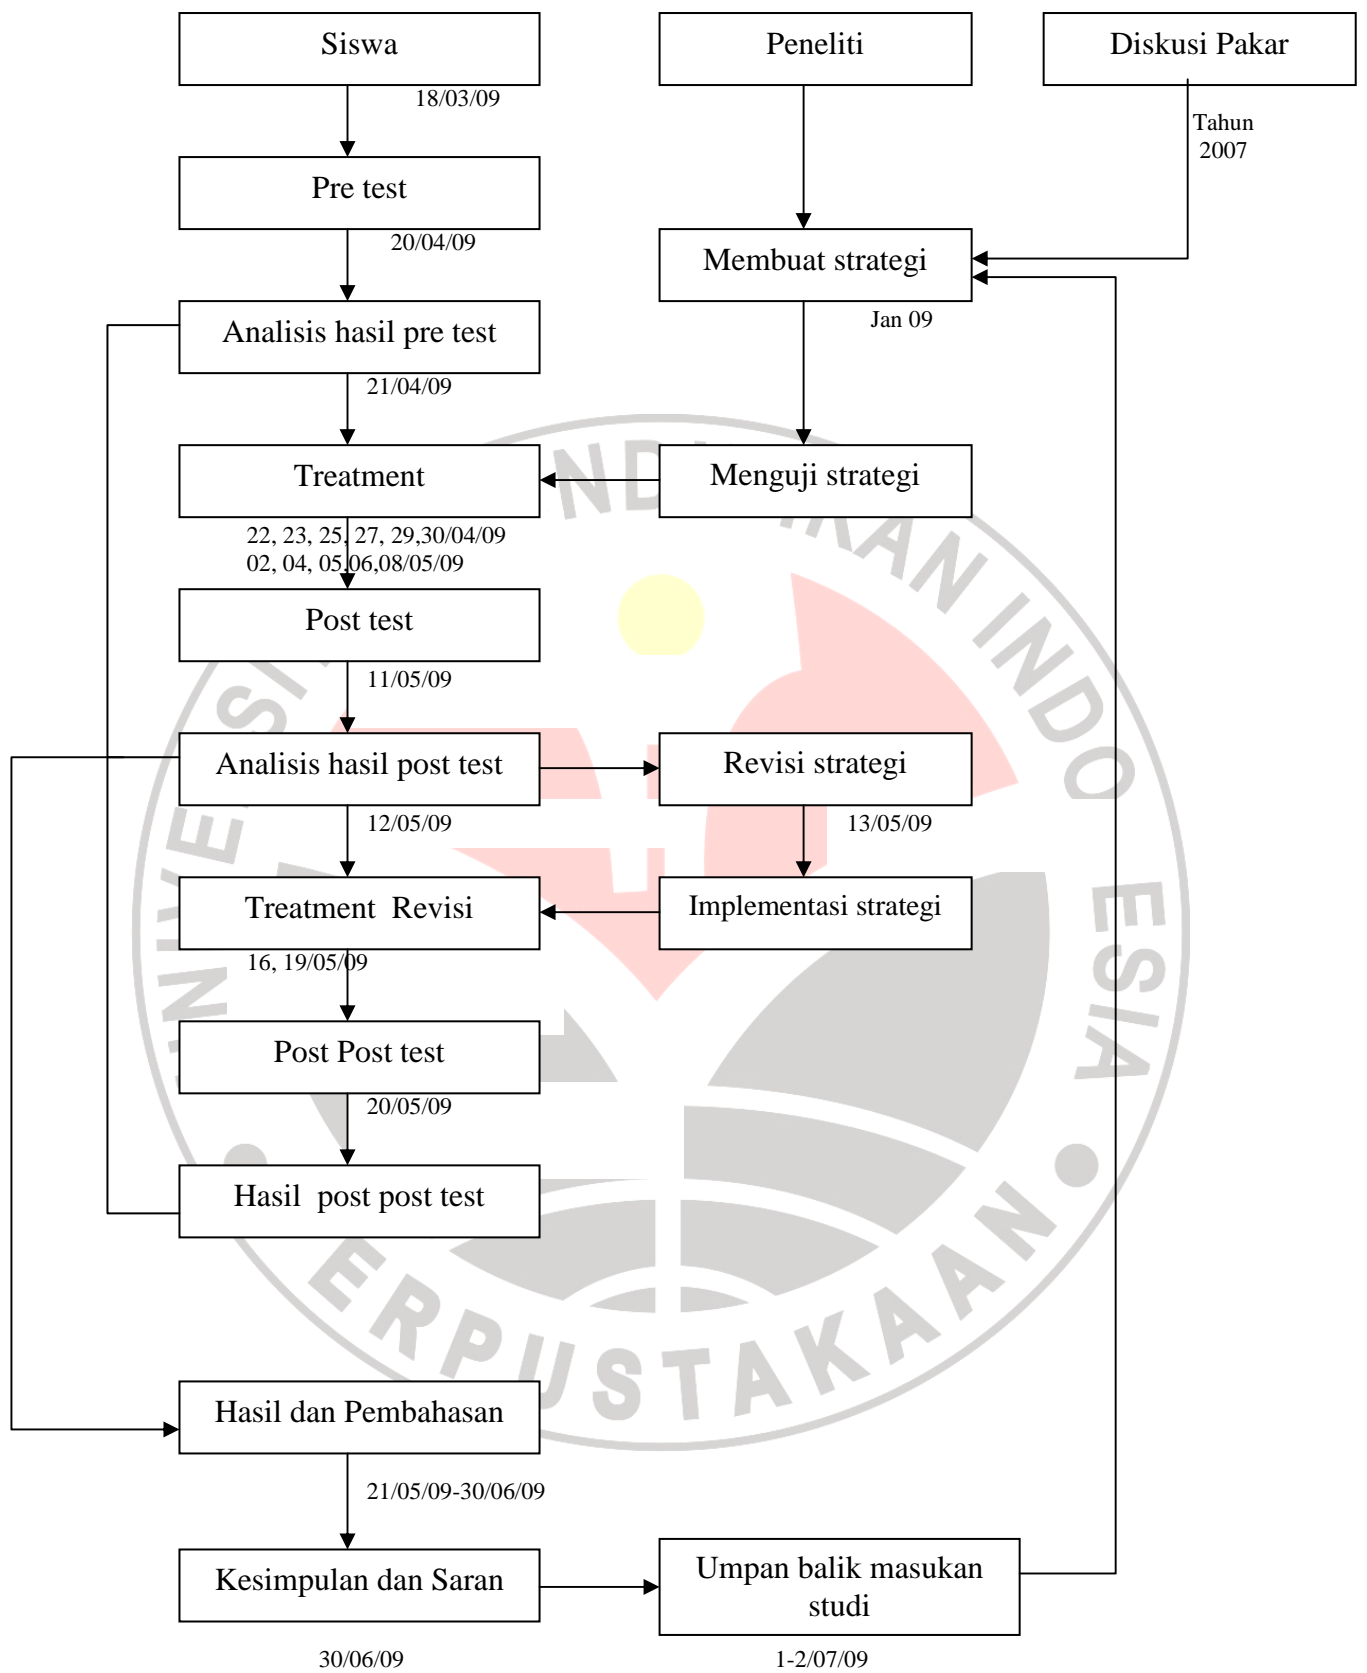 Siswa
Peneliti
Diskusi Pakar
18/03/09
Tahun
2007
Pre test
20/04/09
Membuat strategi
Jan 09
Analisis hasil pre test
21/04/09
Treatment
Menguji strategi
22, 23, 25, 27, 29,30/04/09
02, 04, 05,06,08/05/09
Post test
11/05/09
Analisis hasil post test
Revisi strategi
12/05/09
13/05/09
Treatment  Revisi
Implementasi strategi
16, 19/05/09
Post Post test
20/05/09
Hasil  post post test
Hasil dan Pembahasan
21/05/09-30/06/09
Kesimpulan dan Saran
Umpan balik masukan
studi
30/06/09
1-2/07/09